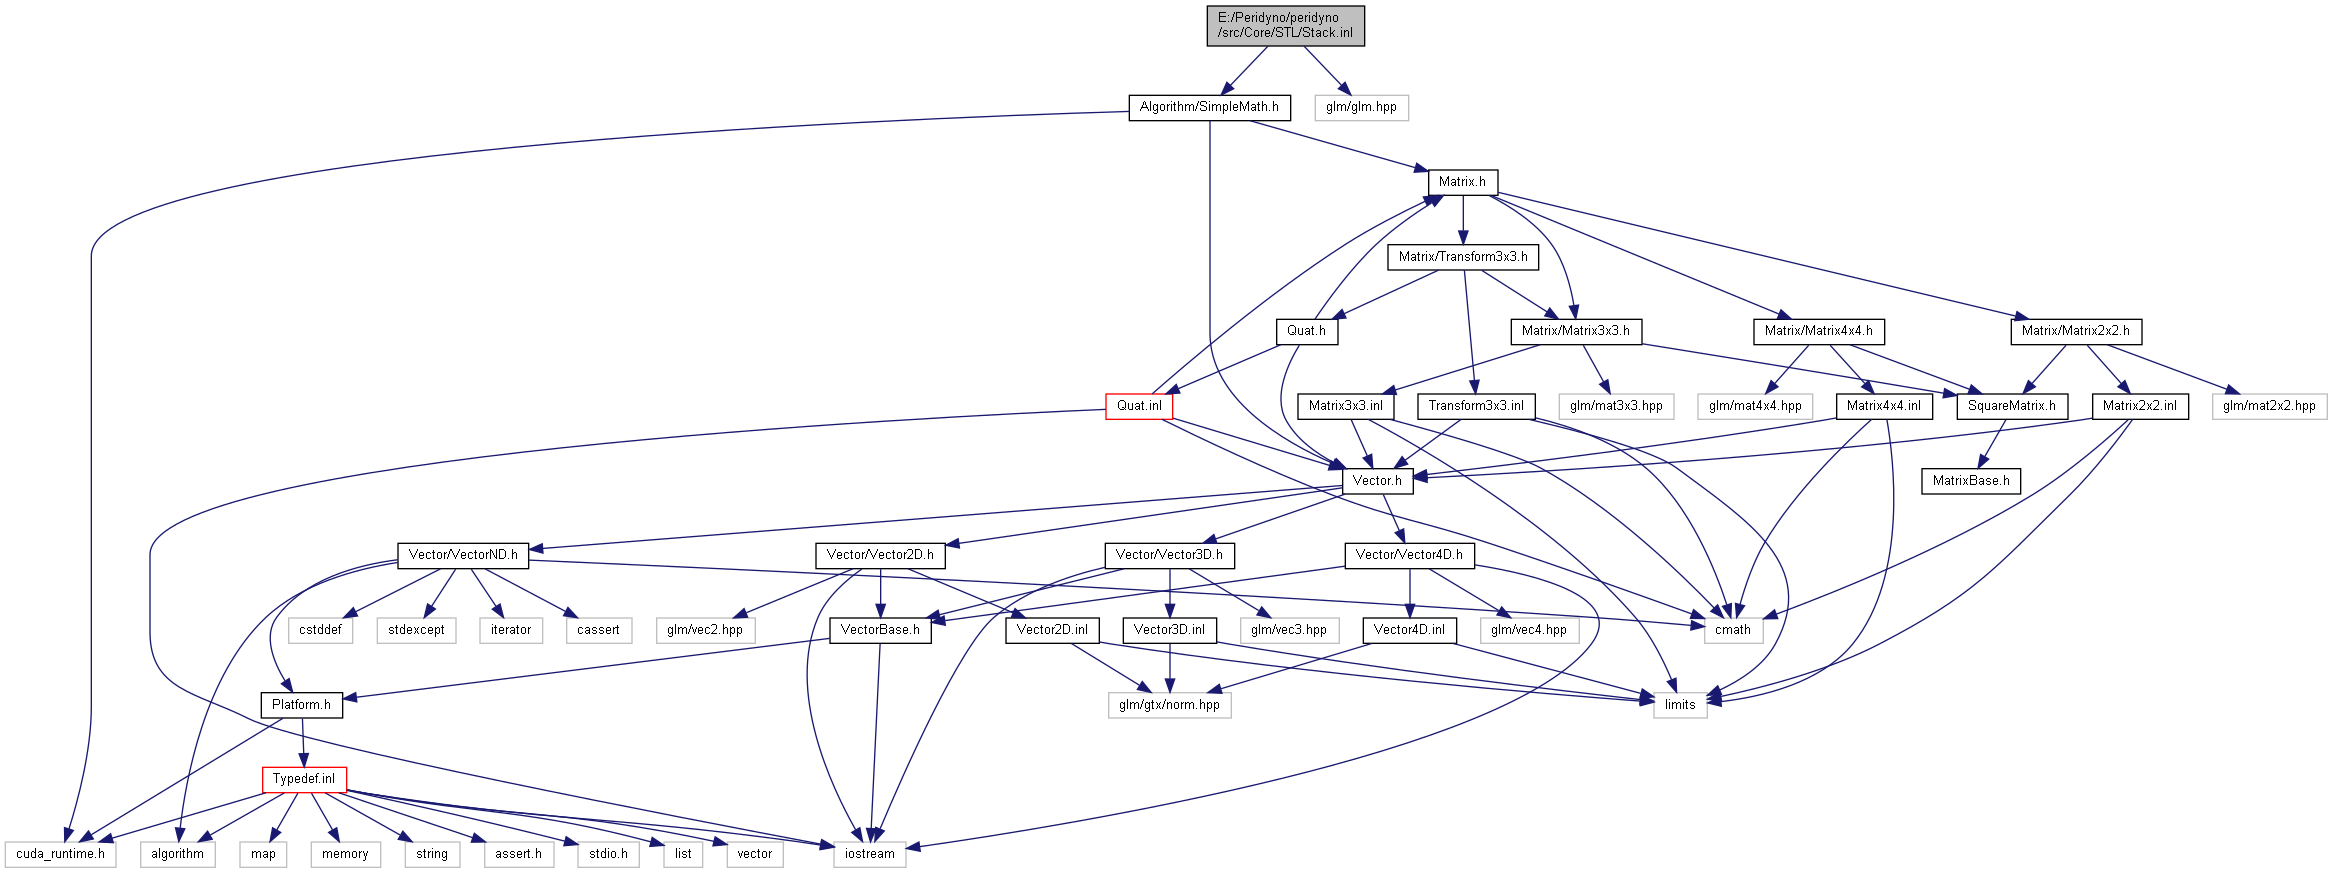 E:/Peridyno/peridyno
/src/Core/STL/Stack.inl
Algorithm/SimpleMath.h
glm/glm.hpp
Matrix.h
Matrix/Transform3x3.h
Quat.h
Matrix/Matrix3x3.h
Matrix/Matrix4x4.h
Matrix/Matrix2x2.h
Quat.inl
Matrix3x3.inl
Transform3x3.inl
glm/mat3x3.hpp
glm/mat4x4.hpp
Matrix4x4.inl
SquareMatrix.h
Matrix2x2.inl
glm/mat2x2.hpp
Vector.h
MatrixBase.h
Vector/VectorND.h
Vector/Vector2D.h
Vector/Vector3D.h
Vector/Vector4D.h
cstddef
stdexcept
iterator
cassert
glm/vec2.hpp
VectorBase.h
Vector2D.inl
Vector3D.inl
glm/vec3.hpp
Vector4D.inl
glm/vec4.hpp
cmath
Platform.h
glm/gtx/norm.hpp
limits
Typedef.inl
cuda_runtime.h
algorithm
map
memory
string
assert.h
stdio.h
list
vector
iostream